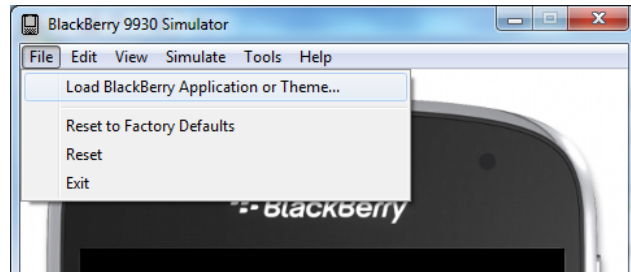 BlackBerry 9930 Simulator
File Edit View Simulate Tools Help
Load BlackBerry Application or Theme...
Reset to Factory Defaults
Reset
Exit
BlackBerry